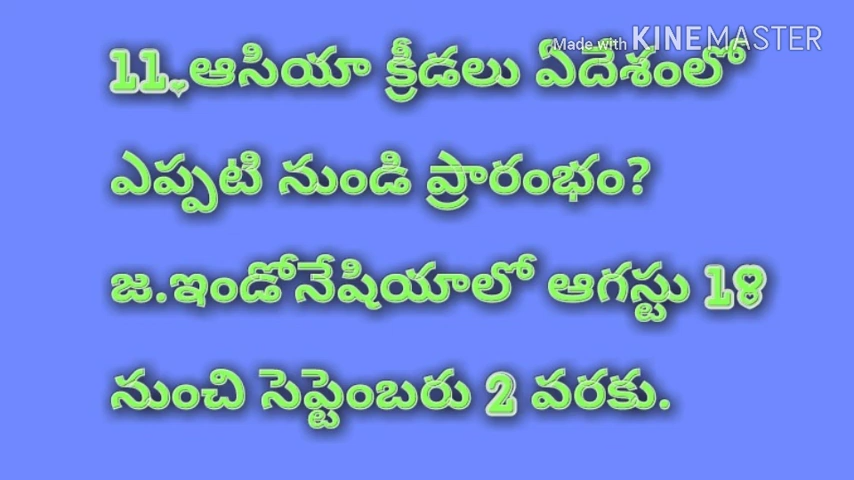 Made with KINEMASTER
11.ఆసియా క్రీడలు ఏదేశంలో
ఎప్పటి నుండి ప్రారంభం?
జ.ఇండోనేషియాలో ఆగస్టు 18
నుంచి సెప్టెంబరు 2 వరకు.